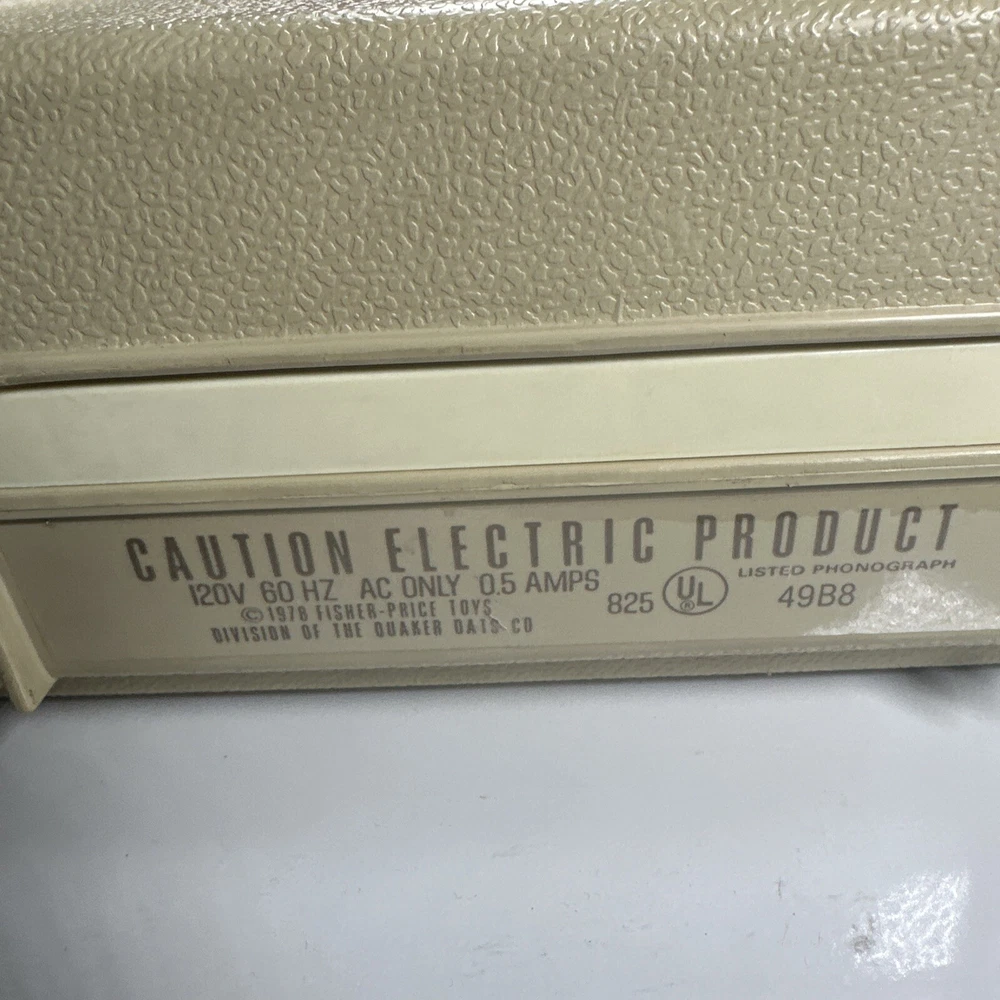 CAUTION ELECTRIC PRODUCT
120V 60 HZ AC ONLY 0.5 AMPS
825 UL LISTED PHONOGRAPH
49B8
© 1978 FISHER-PRICE TOYS
DIVISION OF THE QUAKER OATS CO